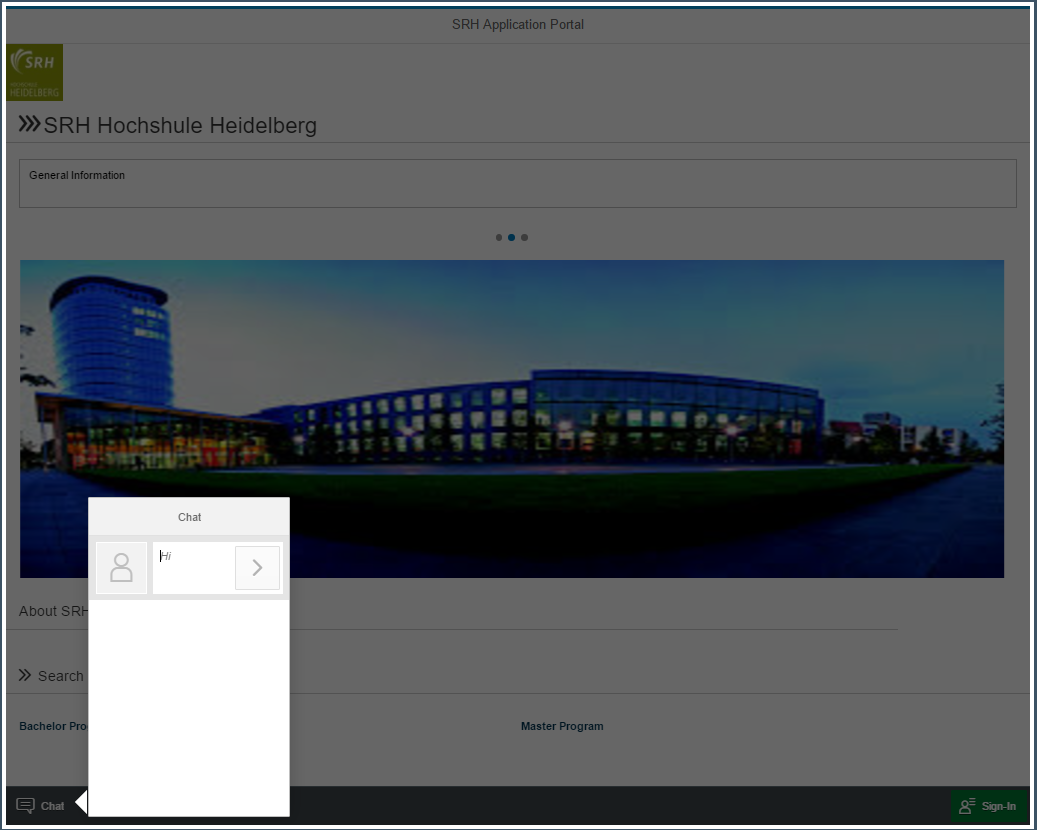 SRH Application Portal
SRH
HOCHSCHULE
HEIDELBERG
SRH Hochshule Heidelberg
General Information
Chat
Hi
About SRH
Search
Bachelor Pro
Master Program
Chat
Sign-In